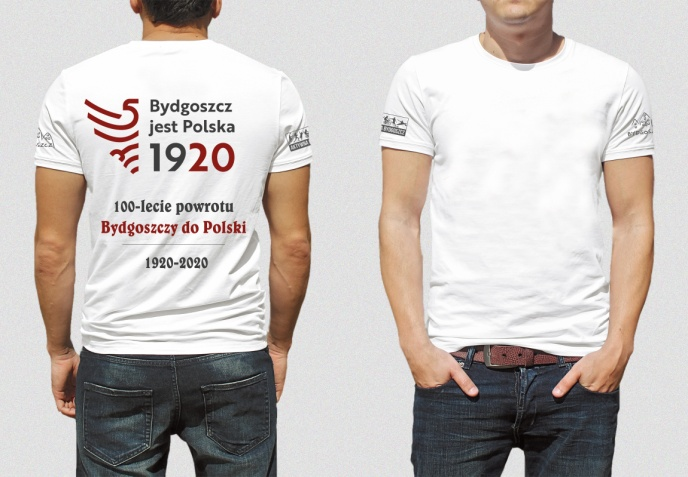 Bydgoszcz
jest Polska
1920
100-lecie powrotu
Bydgoszczy do Polski
1920-2020